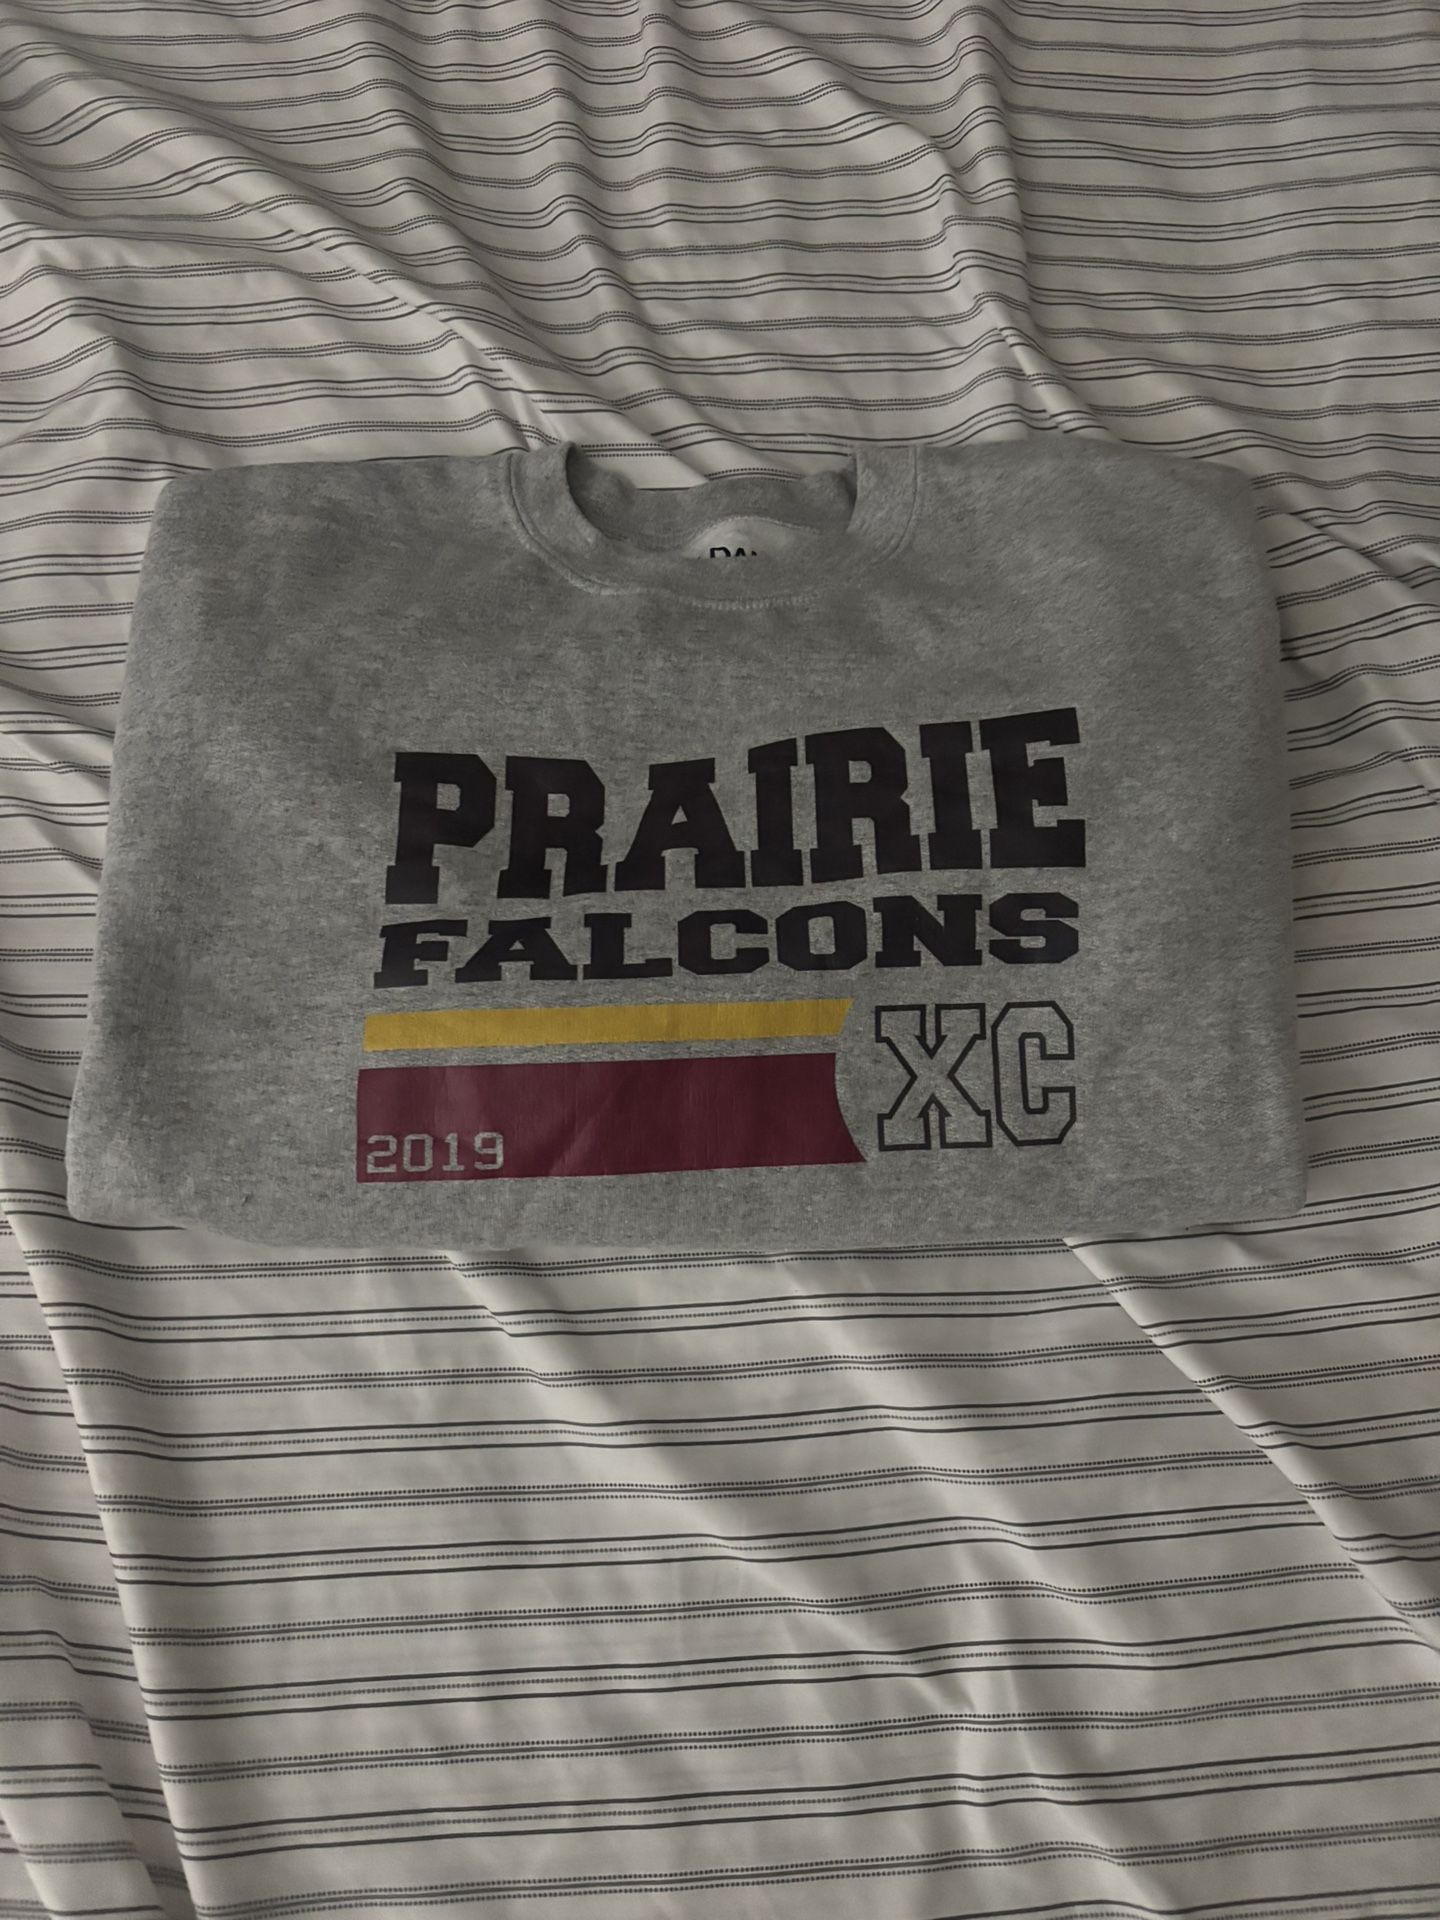 PRAIRIE
FALCONS
XC
2019